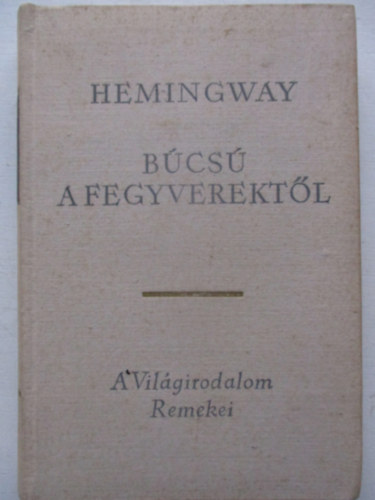 HEMINGWAY
BÚCSÚ
A FEGYVEREKTŐL
A Világirodalom
Remekei